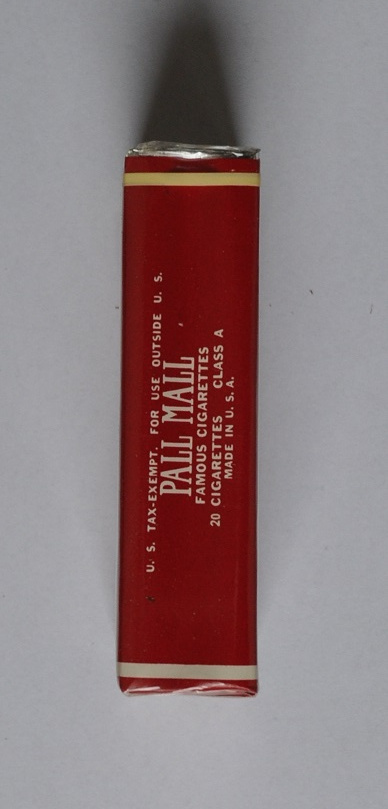 U. S. TAX-EXEMPT. FOR USE OUTSIDE U. S.
PALL MALL
FAMOUS CIGARETTES
20 CIGARETTES CLASS A
MADE IN U. S. A.